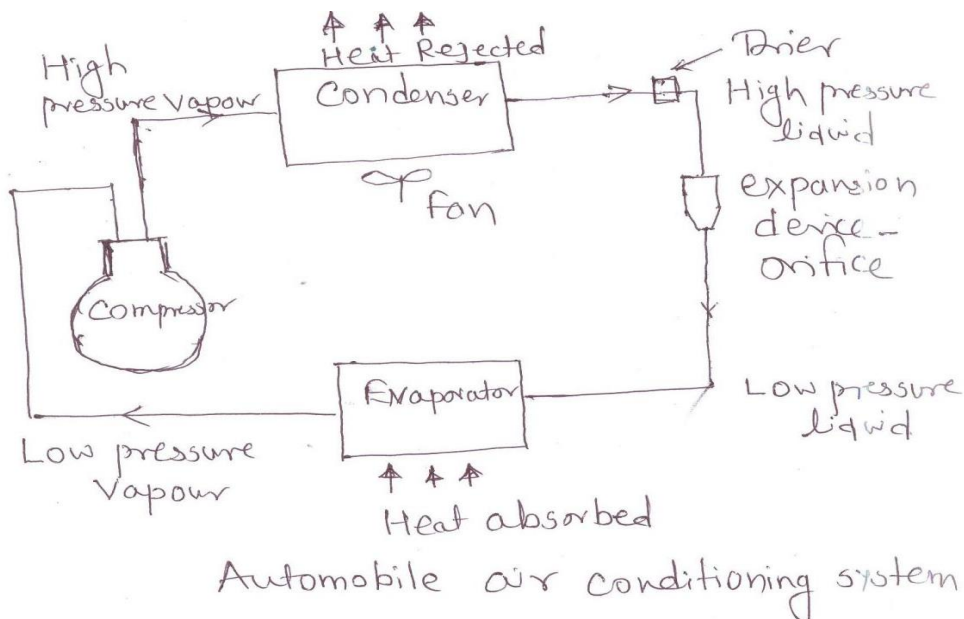 Heat Rejected
High
pressure Vapour
Condenser
Drier
High pressure
liquid
fan
expansion
device -
orifice
Compressor
Evaporator
Low pressure
liquid
Low pressure
Vapour
Heat absorbed
Automobile air conditioning system